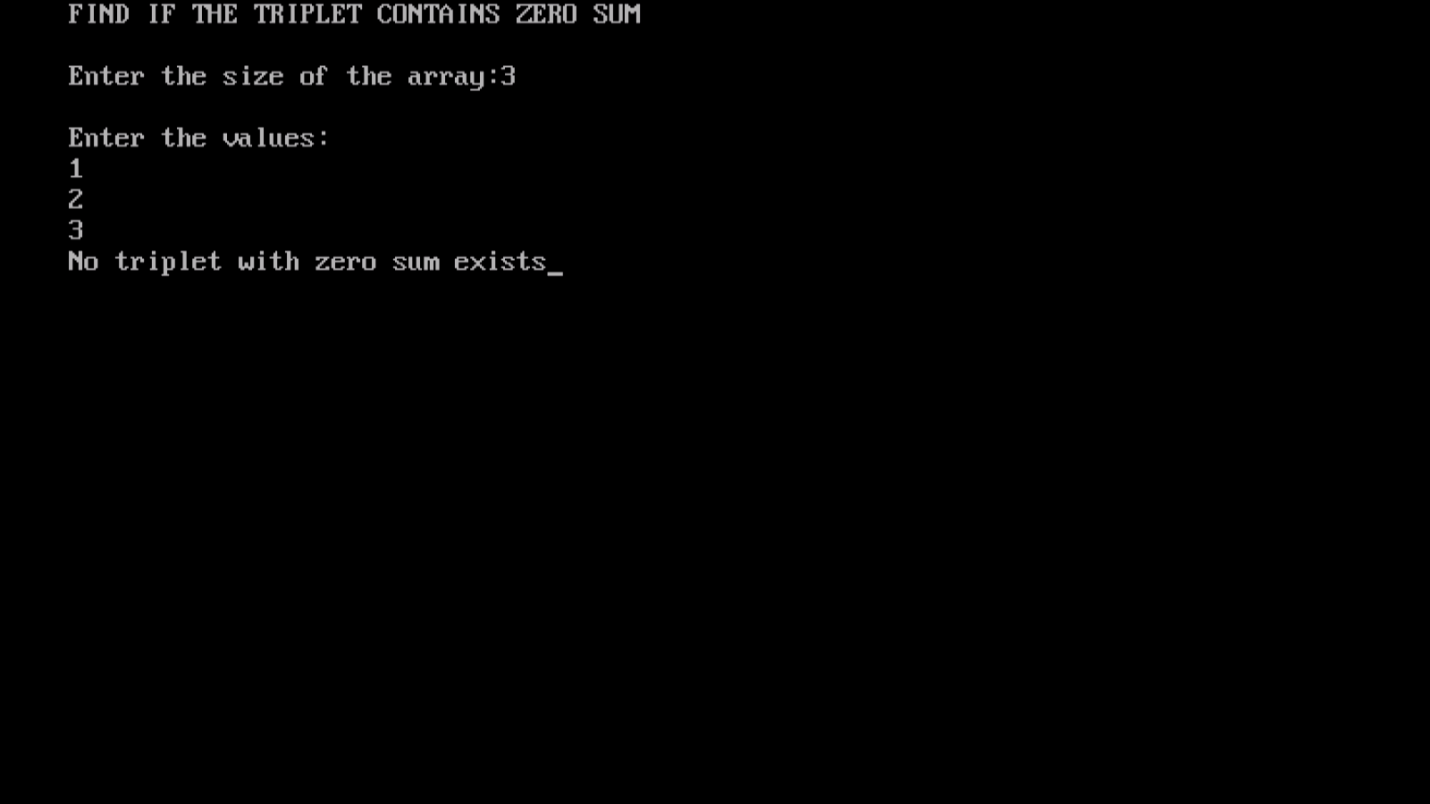 FIND IF THE TRIPLET CONTAINS ZERO SUM
Enter the size of the array:3
Enter the values:
1
2
3
No triplet with zero sum exists_